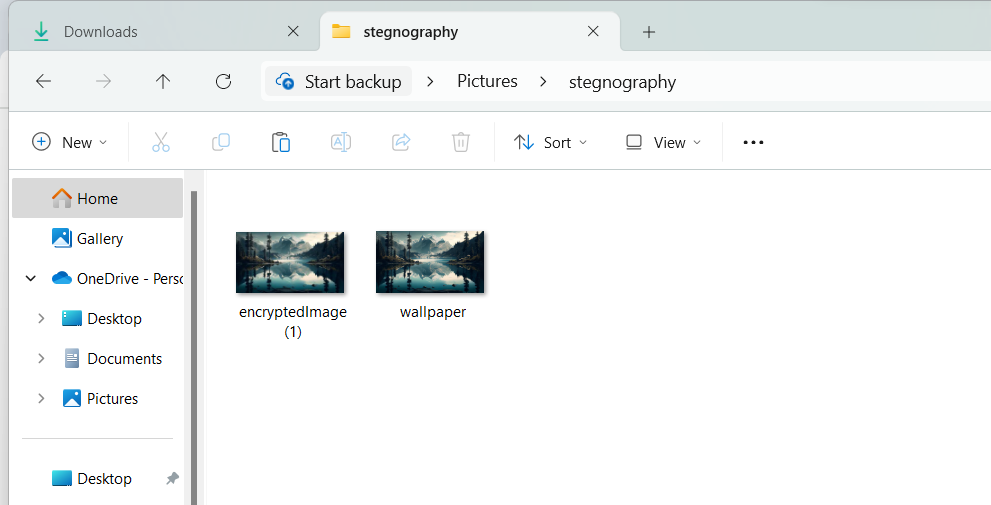 Downloads
stegnography
Start backup
Pictures
stegnography
New
Sort
View
Home
Gallery
OneDrive - Perso
Desktop
Documents
Pictures
Desktop
encryptedImage
(1)
wallpaper